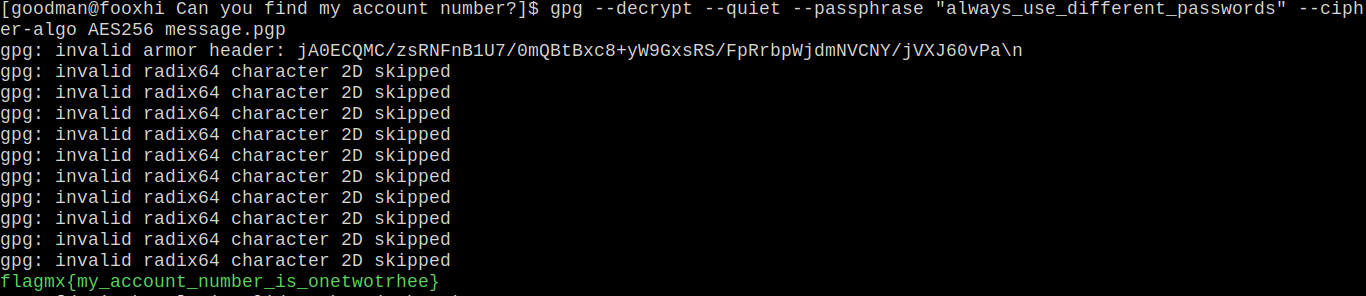 [goodman@fooxhi Can you find my account number?]$ gpg --decrypt --quiet --passphrase "always_use_different_passwords" --ciph
er-algo AES256 message.pgp
gpg: invalid armor header: jA0ECQMC/zsRNFnB1U7/0mQBtBxc8+yW9GxsRS/FpRrbpWjdmNVCNY/jVXJ60vPa\n
gpg: invalid radix64 character 2D skipped
gpg: invalid radix64 character 2D skipped
gpg: invalid radix64 character 2D skipped
gpg: invalid radix64 character 2D skipped
gpg: invalid radix64 character 2D skipped
gpg: invalid radix64 character 2D skipped
gpg: invalid radix64 character 2D skipped
gpg: invalid radix64 character 2D skipped
gpg: invalid radix64 character 2D skipped
gpg: invalid radix64 character 2D skipped
flagmx{my_account_number_is_onetwotrhee}